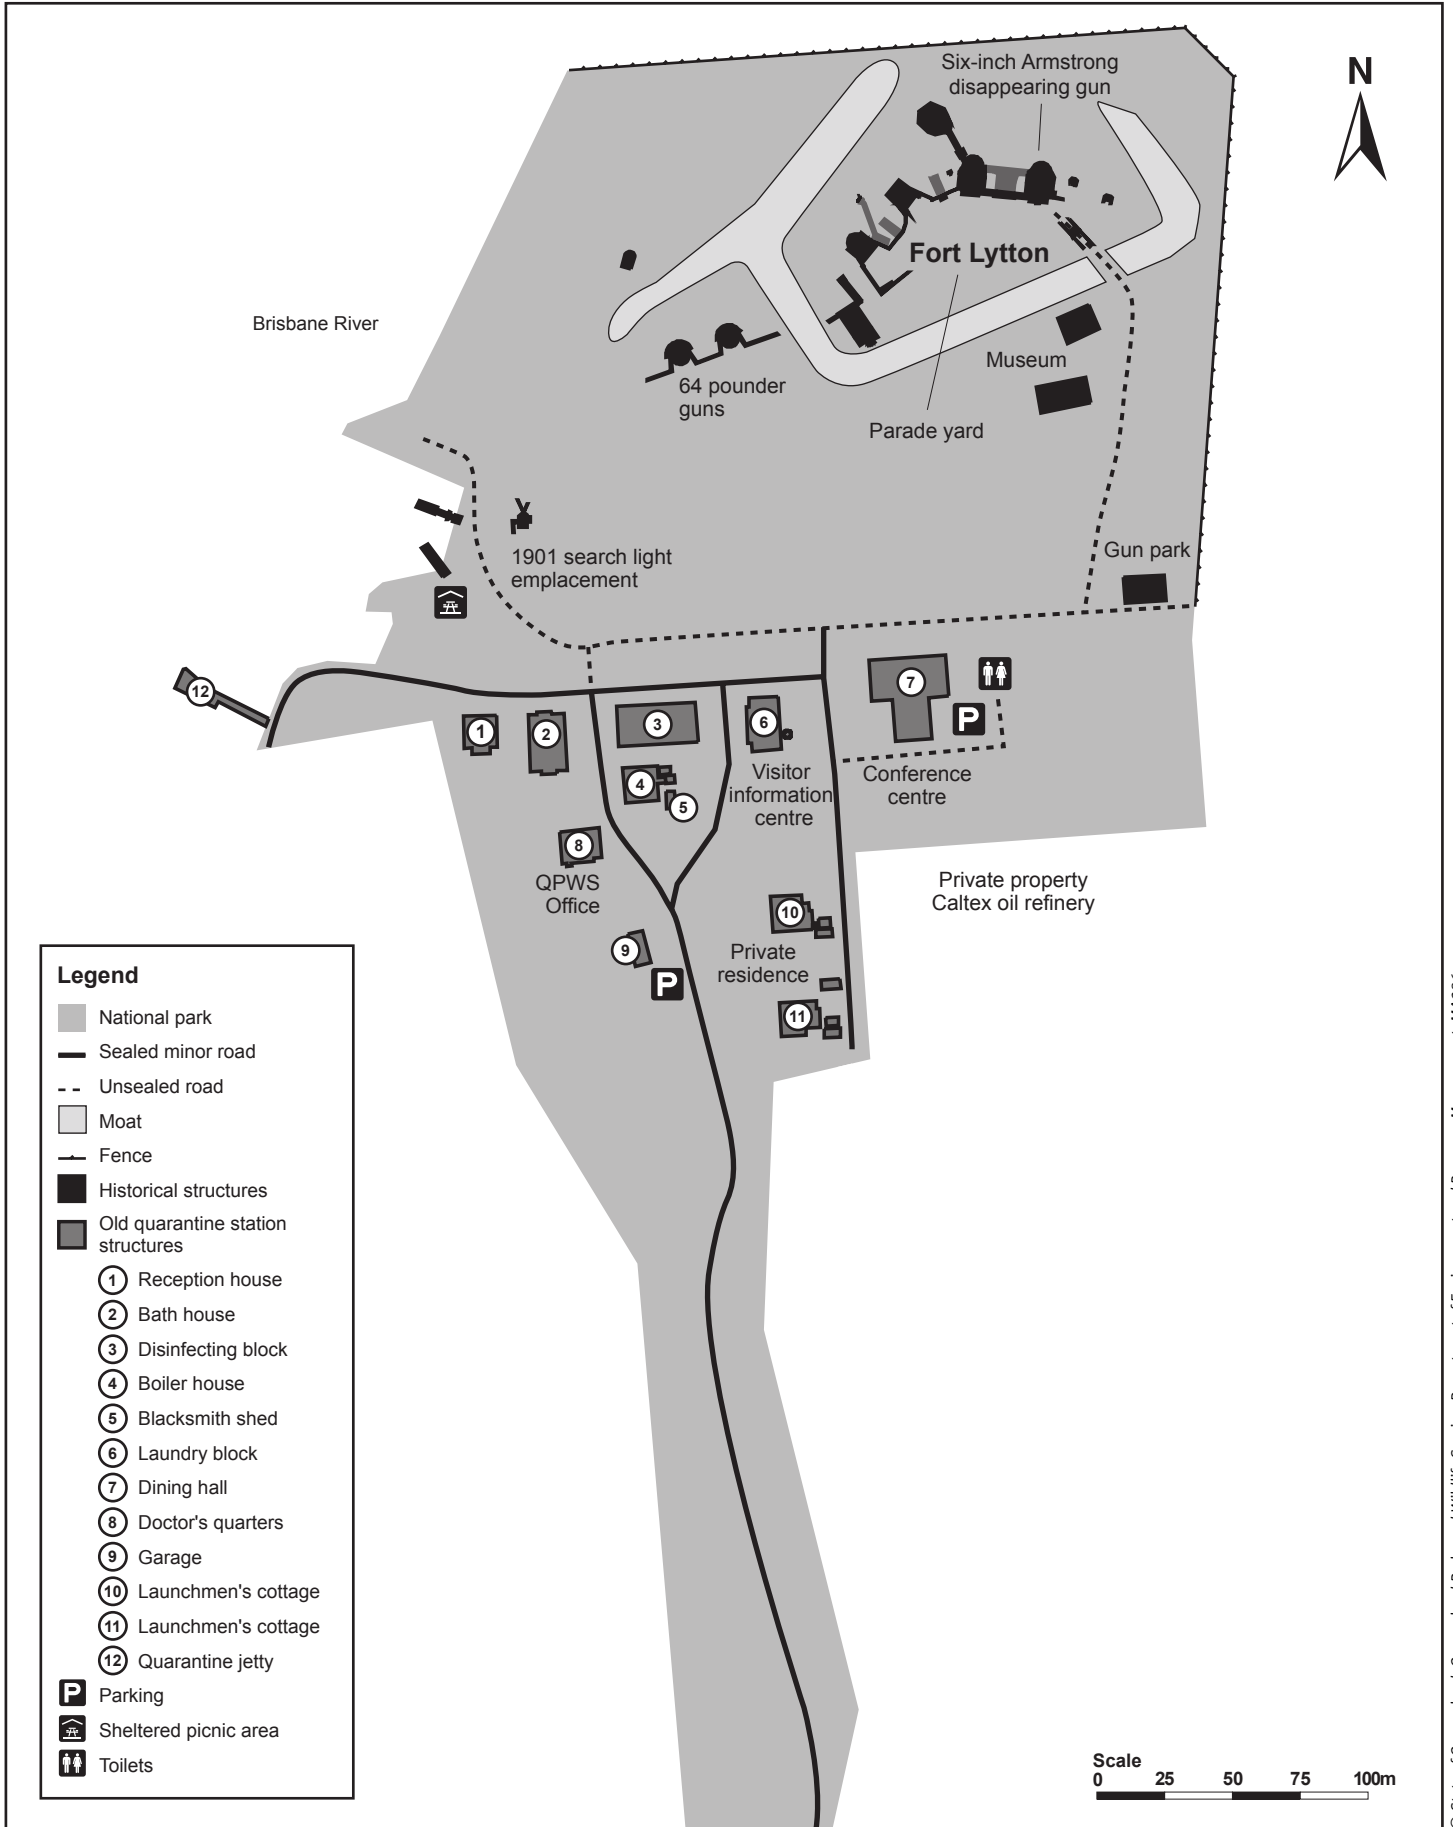 Six-inch Armstrong
disappearing gun
N
Fort Lytton
Brisbane River
Museum
64 pounder
guns
Parade yard
1901 search light
emplacement
Gun park
12
1
2
3
6
7
P
4
5
Visitor
information
centre
Conference
centre
8
QPWS
Office
Private property
Caltex oil refinery
10
9
Private
residence
P
11
Legend
National park
Sealed minor road
Unsealed road
Moat
Fence
Historical structures
Old quarantine station
structures
1 Reception house
2 Bath house
3 Disinfecting block
4 Boiler house
5 Blacksmith shed
6 Laundry block
7 Dining hall
8 Doctor's quarters
9 Garage
10 Launchmen's cottage
11 Launchmen's cottage
12 Quarantine jetty
P Parking
Sheltered picnic area
Toilets
Scale
0 25 50 75 100m